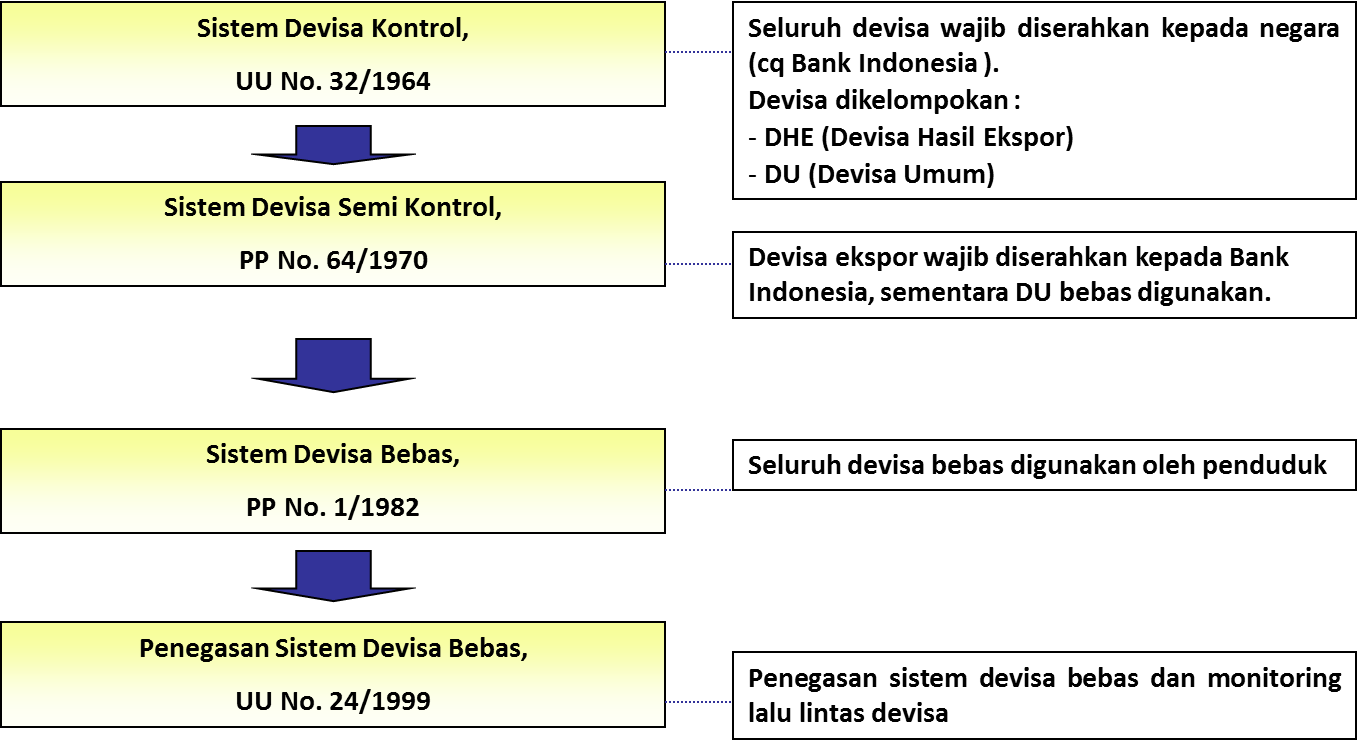 Sistem Devisa Kontrol,
UU No. 32/1964
Seluruh devisa wajib diserahkan kepada negara
(cq Bank Indonesia ).
Devisa dikelompokan :
- DHE (Devisa Hasil Ekspor)
- DU (Devisa Umum)
Sistem Devisa Semi Kontrol,
PP No. 64/1970
Devisa ekspor wajib diserahkan kepada Bank
Indonesia, sementara DU bebas digunakan.
Sistem Devisa Bebas,
PP No. 1/1982
Seluruh devisa bebas digunakan oleh penduduk
Penegasan Sistem Devisa Bebas,
UU No. 24/1999
Penegasan sistem devisa bebas dan monitoring
lalu lintas devisa